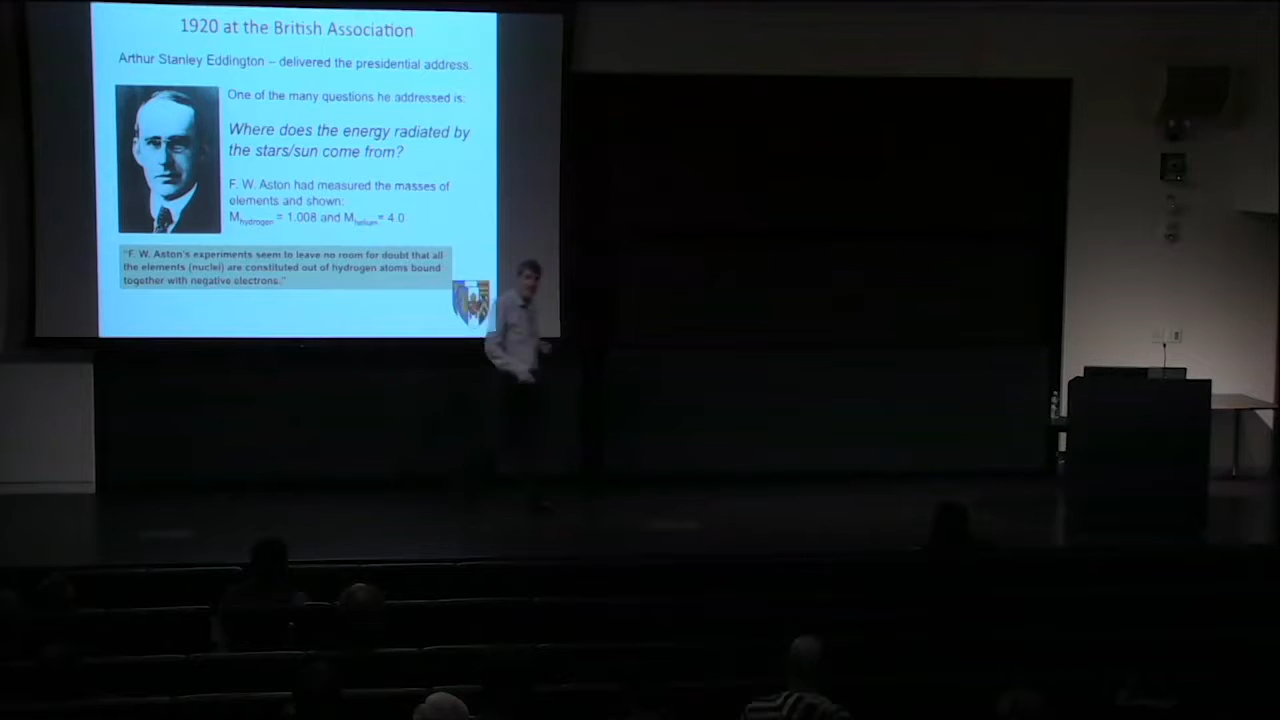 1920 at the British Association
Arthur Stanley Eddington – delivered the presidential address.
One of the many questions he addressed is:
Where does the energy radiated by
the stars/sun come from?
F. W. Aston had measured the masses of
elements and shown:
Mhydrogen = 1.008 and Mhelium= 4.0
"F. W. Aston's experiments seem to leave no room for doubt that all
the elements (nuclei) are constituted out of hydrogen atoms bound
together with negative electrons."